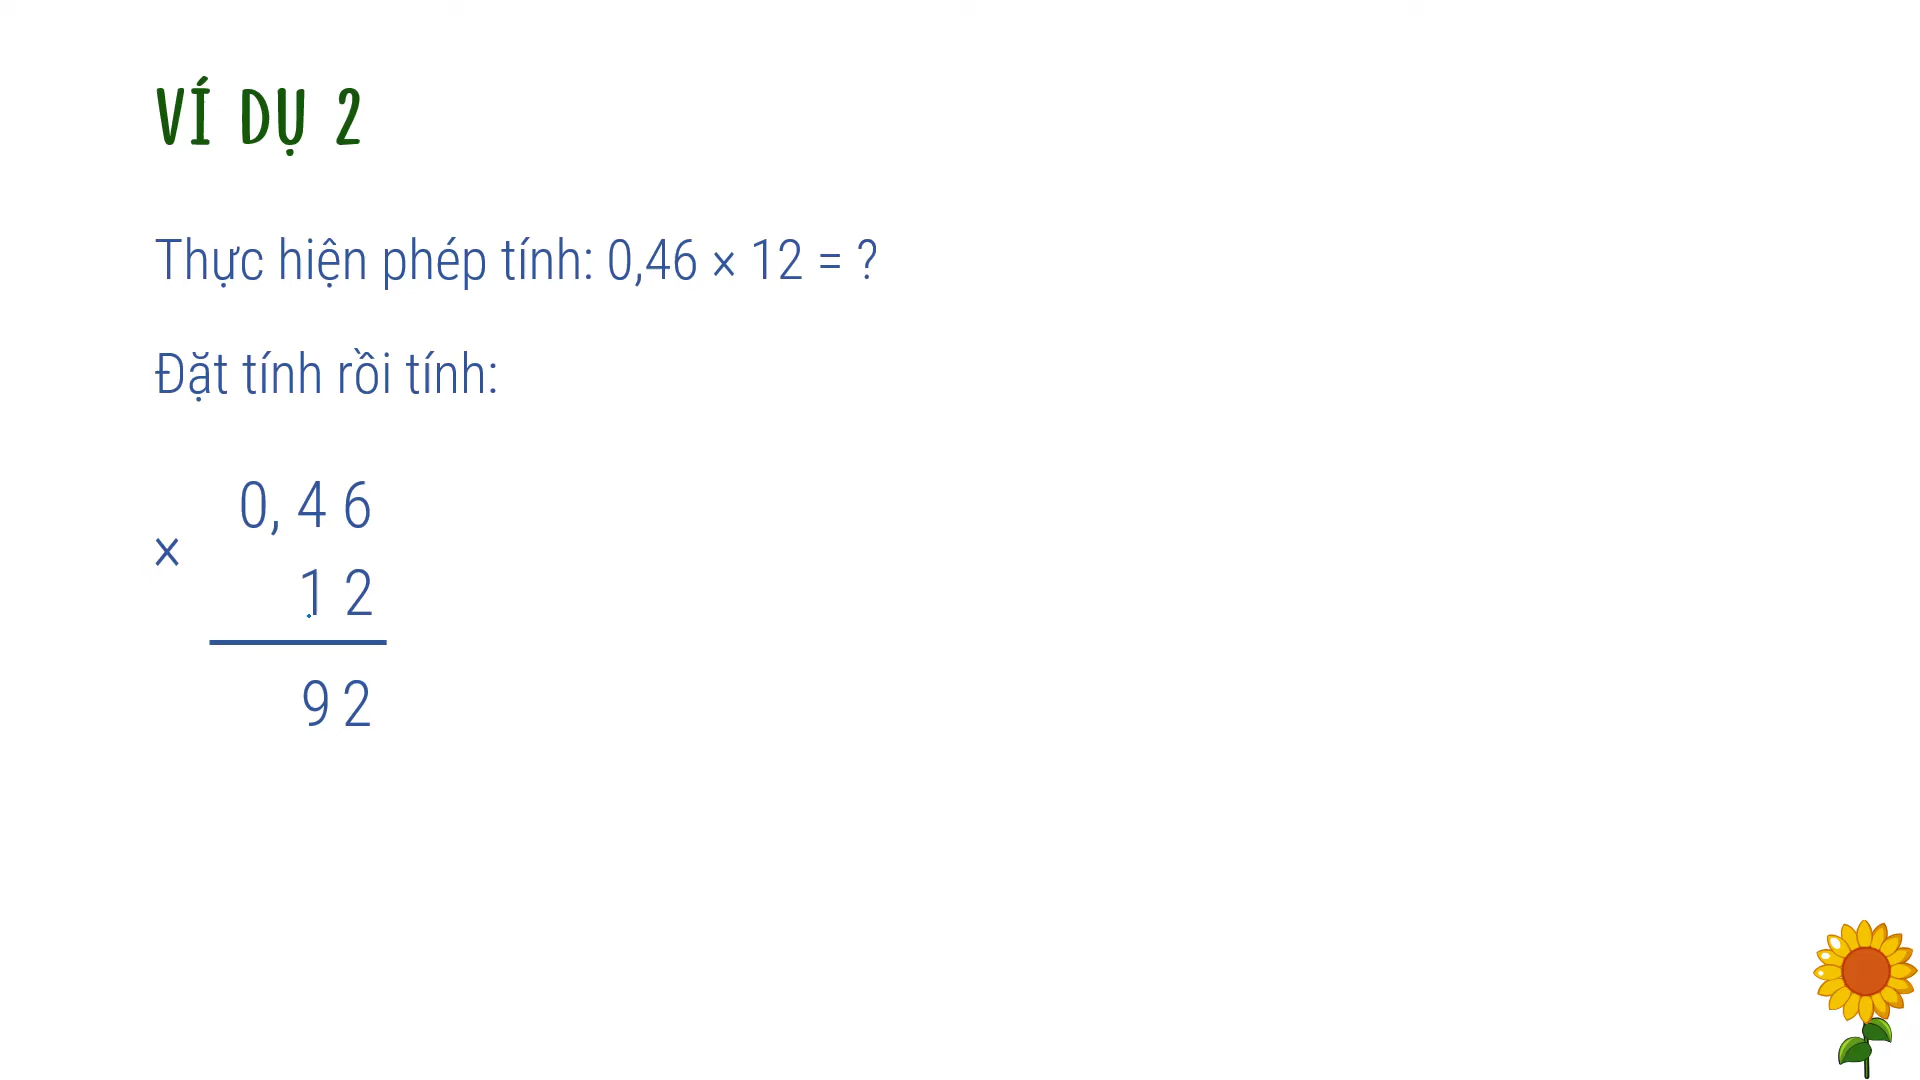 VÍ DỤ 2
Thực hiện phép tính: 0,46 × 12 = ?
Đặt tính rồi tính:
0, 4 6
×
1 2
9 2